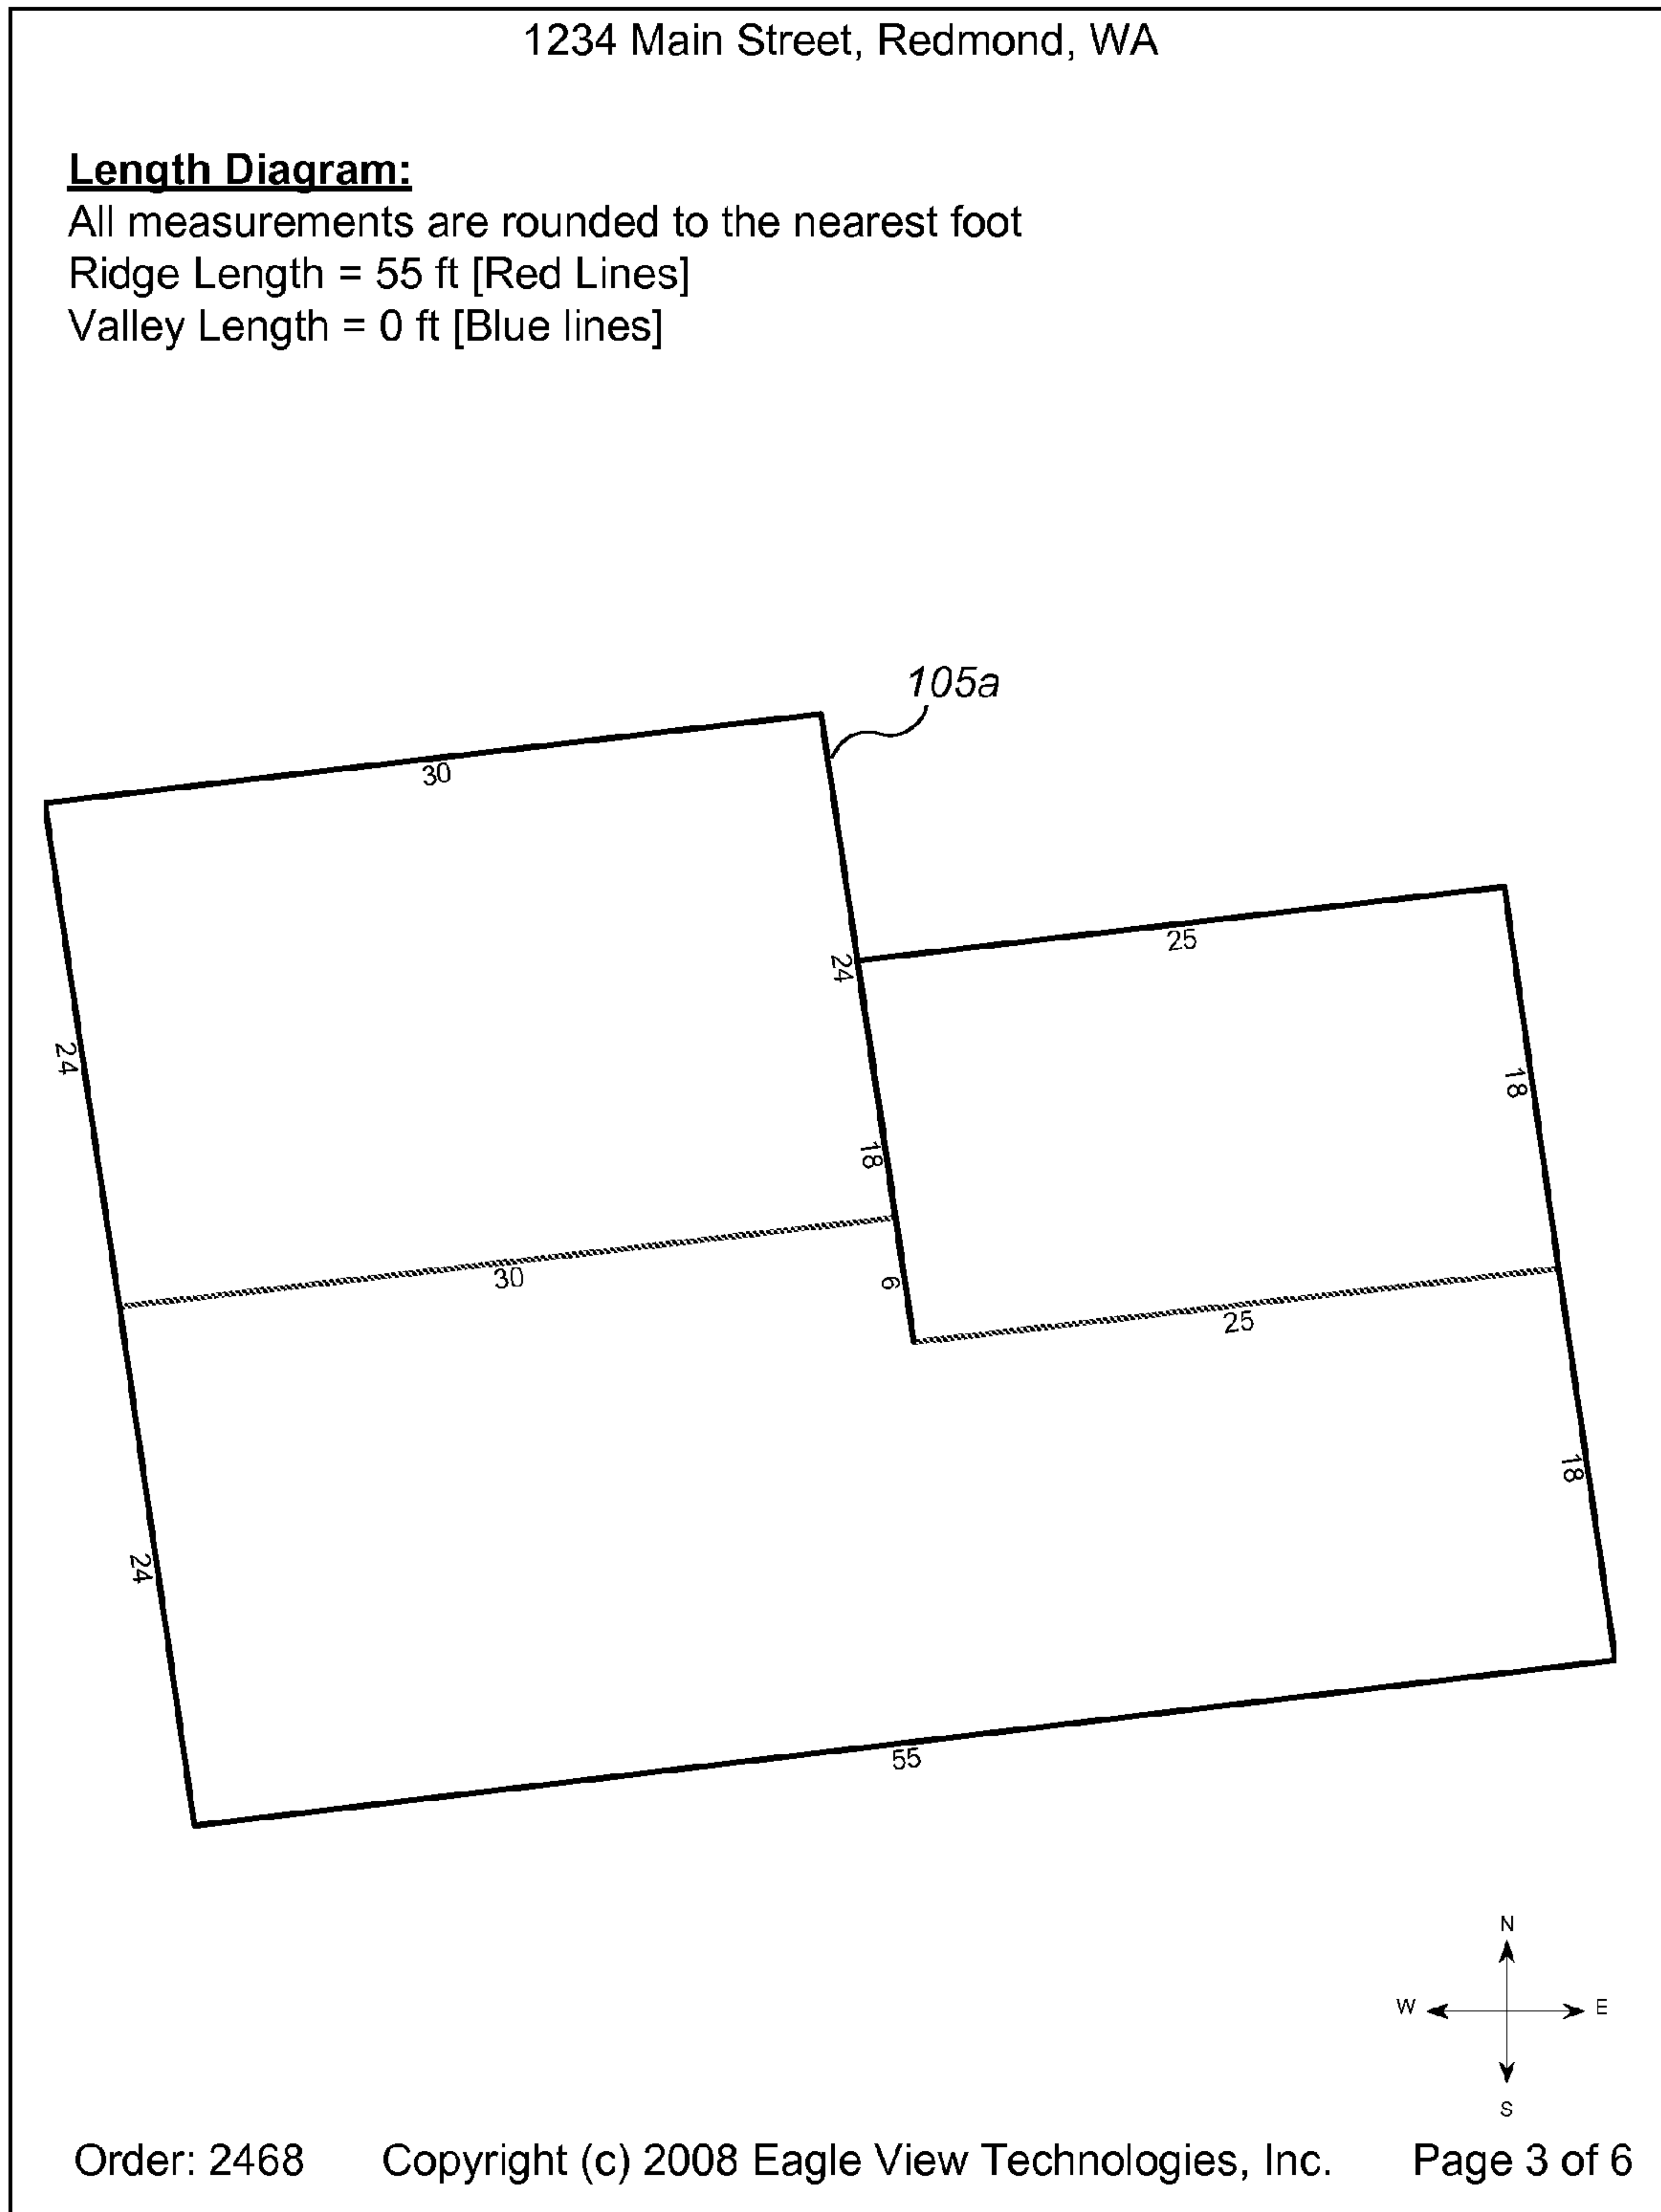 1234 Main Street, Redmond, WA
Length Diagram:
All measurements are rounded to the nearest foot
Ridge Length = 55 ft [Red Lines]
Valley Length = 0 ft [Blue lines]
105a
30
25
24
24
18
18
30
6
25
18
24
55
N
W
E
S
Order: 2468
Copyright (c) 2008 Eagle View Technologies, Inc.
Page 3 of 6